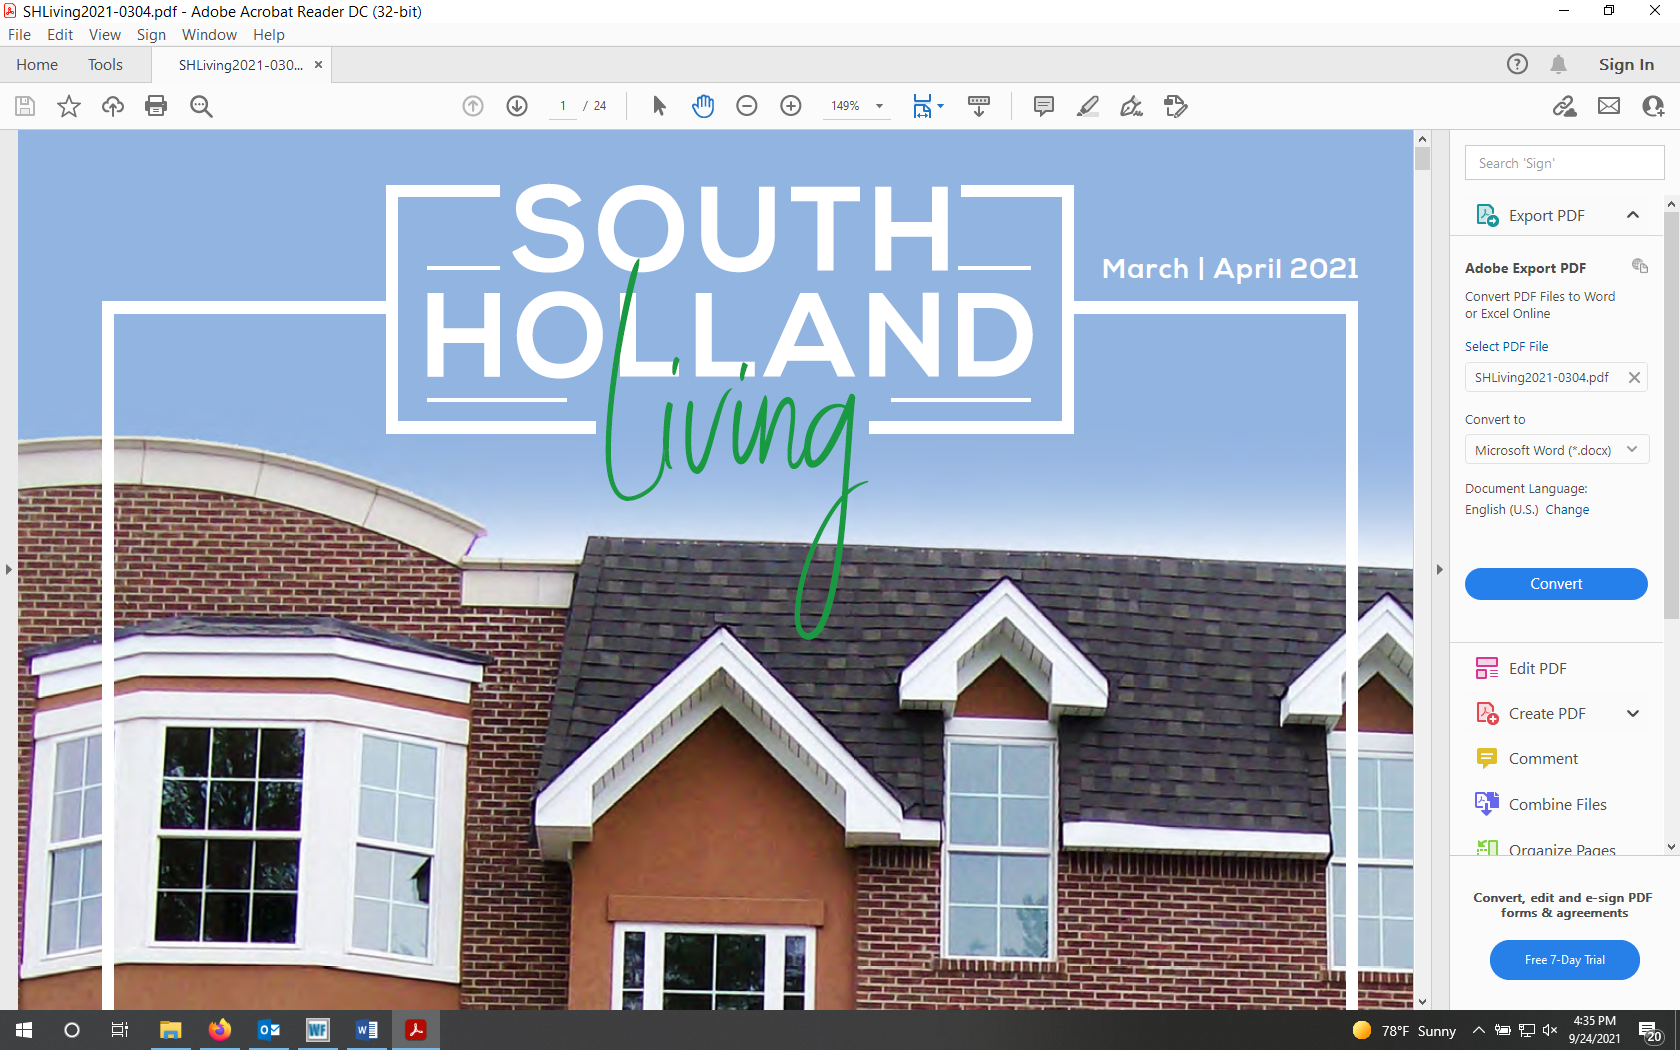 SHLiving2021-0304.pdf - Adobe Acrobat Reader DC (32-bit)
File Edit View Sign Window Help
Home Tools SHLiving2021-030... × Sign In
1 / 24 149%
SOUTH
HOLLAND
Living
March | April 2021
Search 'Sign'
Export PDF
Adobe Export PDF
Convert PDF Files to Word
or Excel Online
Select PDF File
SHLiving2021-0304.pdf
Convert to
Microsoft Word (*.docx)
Document Language:
English (U.S.) Change
Convert
Edit PDF
Create PDF
Comment
Combine Files
Organize Pages
Convert, edit and e-sign PDF
forms & agreements
Free 7-Day Trial
78°F Sunny
4:35 PM
9/24/2021
20